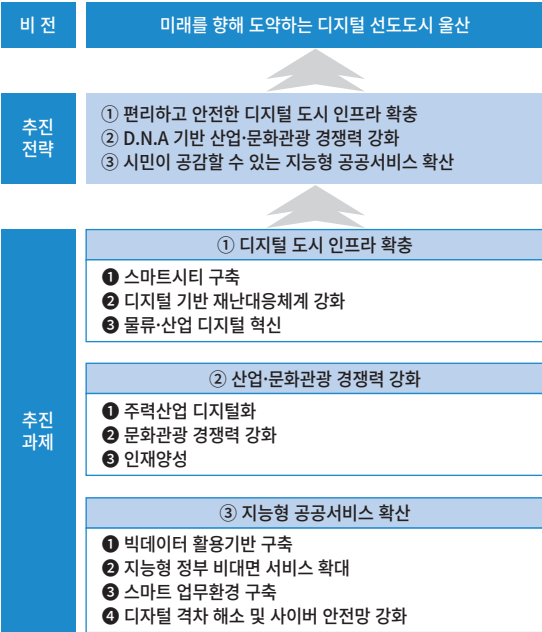 비 전
미래를 향해 도약하는 디지털 선도도시 울산
추진
전략
① 편리하고 안전한 디지털 도시 인프라 확충
② D.N.A 기반 산업·문화관광 경쟁력 강화
③ 시민이 공감할 수 있는 지능형 공공서비스 확산
추진
과제
① 디지털 도시 인프라 확충
❶ 스마트시티 구축
❷ 디지털 기반 재난대응체계 강화
❸ 물류·산업 디지털 혁신
② 산업·문화관광 경쟁력 강화
❶ 주력산업 디지털화
❷ 문화관광 경쟁력 강화
❸ 인재양성
③ 지능형 공공서비스 확산
❶ 빅데이터 활용기반 구축
❷ 지능형 정부 비대면 서비스 확대
❸ 스마트 업무환경 구축
❹ 디자털 격차 해소 및 사이버 안전망 강화